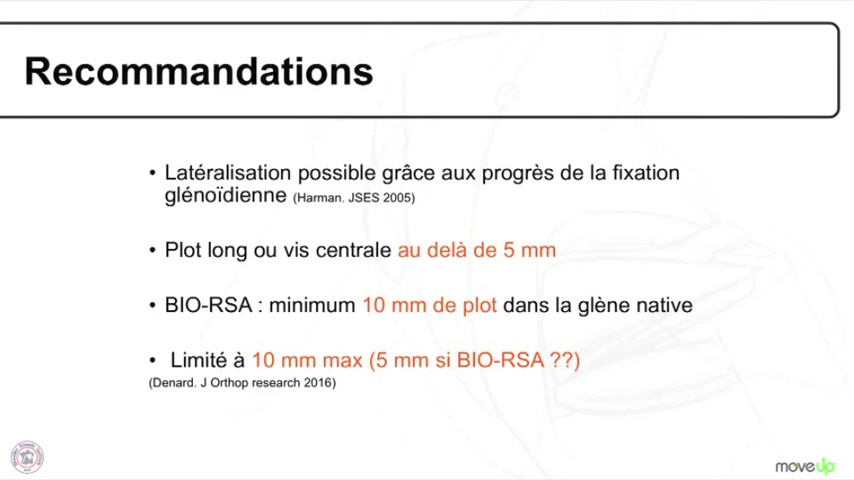 Recommandations
• Latéralisation possible grâce aux progrès de la fixation
glénoïdienne (Harman. JSES 2005)
• Plot long ou vis centrale au delà de 5 mm
• BIO-RSA : minimum 10 mm de plot dans la glène native
• Limité à 10 mm max (5 mm si BIO-RSA ??)
(Denard. J Orthop research 2016)
moveUp